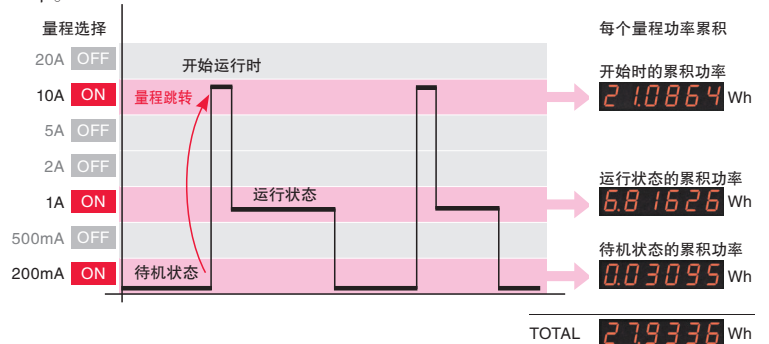 量程选择
每个量程功率累积
20A OFF
开始运行时
开始时的累积功率
10A ON
量程跳转
21.0864 Wh
5A OFF
2A OFF
运行状态的累积功率
1A ON
运行状态
6.81626 Wh
500mA OFF
待机状态的累积功率
200mA ON
待机状态
0.03095 Wh
TOTAL 27.9336 Wh